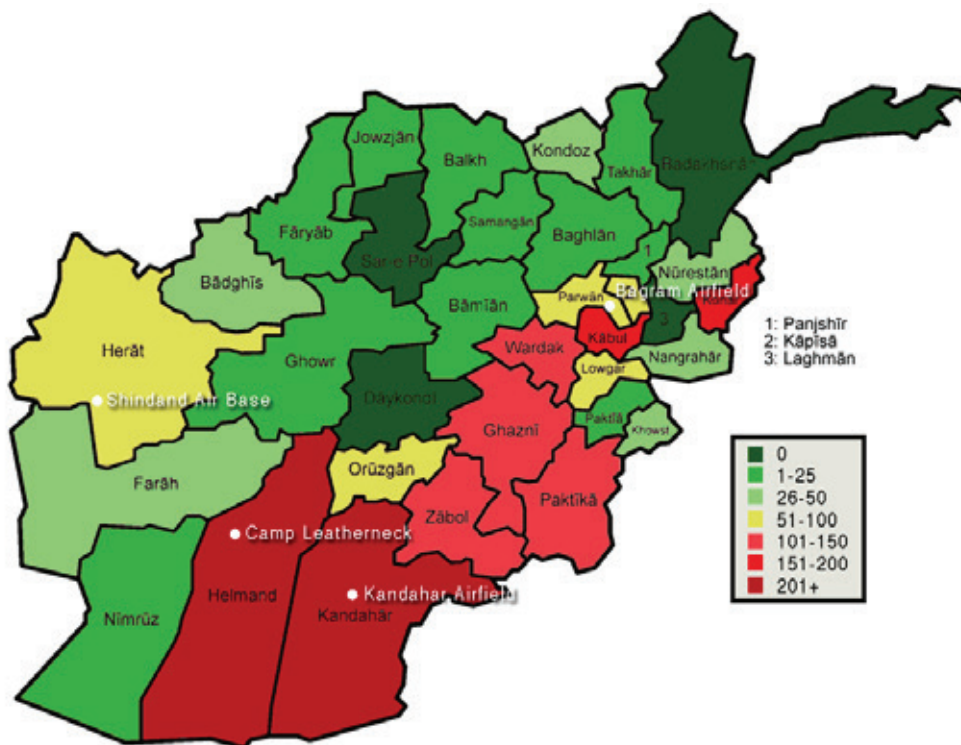 Jowzjān
Balkh
Kondoz
Takhār
Badakhshān
Fāryāb
Samangān
Baghlān
Sar-e Pol
1
Nūrestān
Bādghīs
Bāmīān
Parwān
Bagram Airfield
Kunar
3
Herāt
Ghowr
Wardak
Kābul
Nangrahār
1: Panjshīr
2: Kāpīsā
3: Laghmān
Lowgar
Shindand Air Base
Dāykondī
Paktīā
Khowst
Ghaznī
Farāh
Orūzgān
Zābol
Paktīkā
Camp Leatherneck
Nīmrūz
Helmand
Kandahar Airfield
Kandahār
0
1-25
26-50
51-100
101-150
151-200
201+